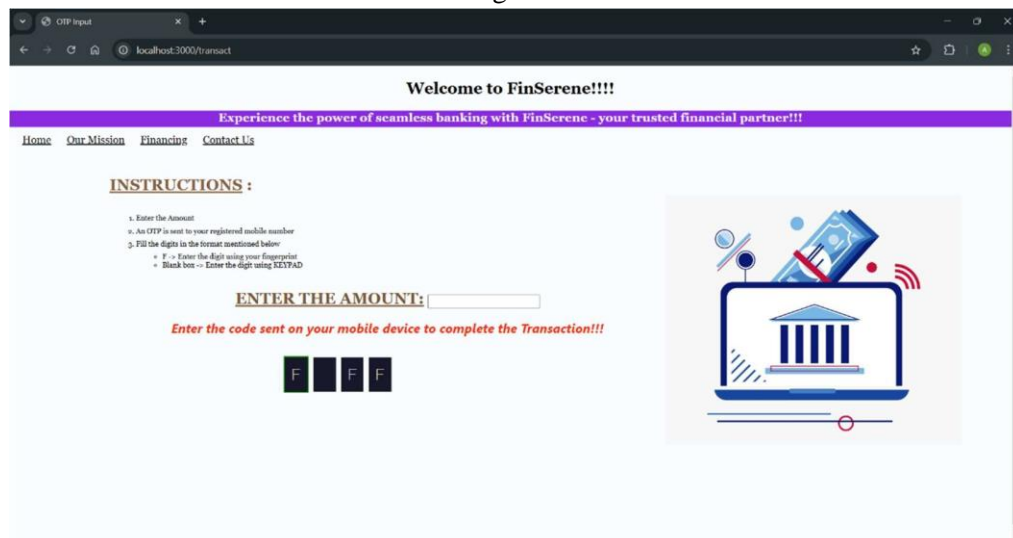 OTP Input
localhost:3000/transact
A
Welcome to FinSerene!!!!
Experience the power of seamless banking with FinSerene - your trusted financial partner!!!
Home Our Mission Financing Contact Us
INSTRUCTIONS :
1. Enter the Amount
2. An OTP is sent to your registered mobile number
3. Fill the digits in the format mentioned below
F -> Enter the digit using your fingerprint
Blank box -> Enter the digit using KEYPAD
ENTER THE AMOUNT:
Enter the code sent on your mobile device to complete the Transaction!!!
F F F